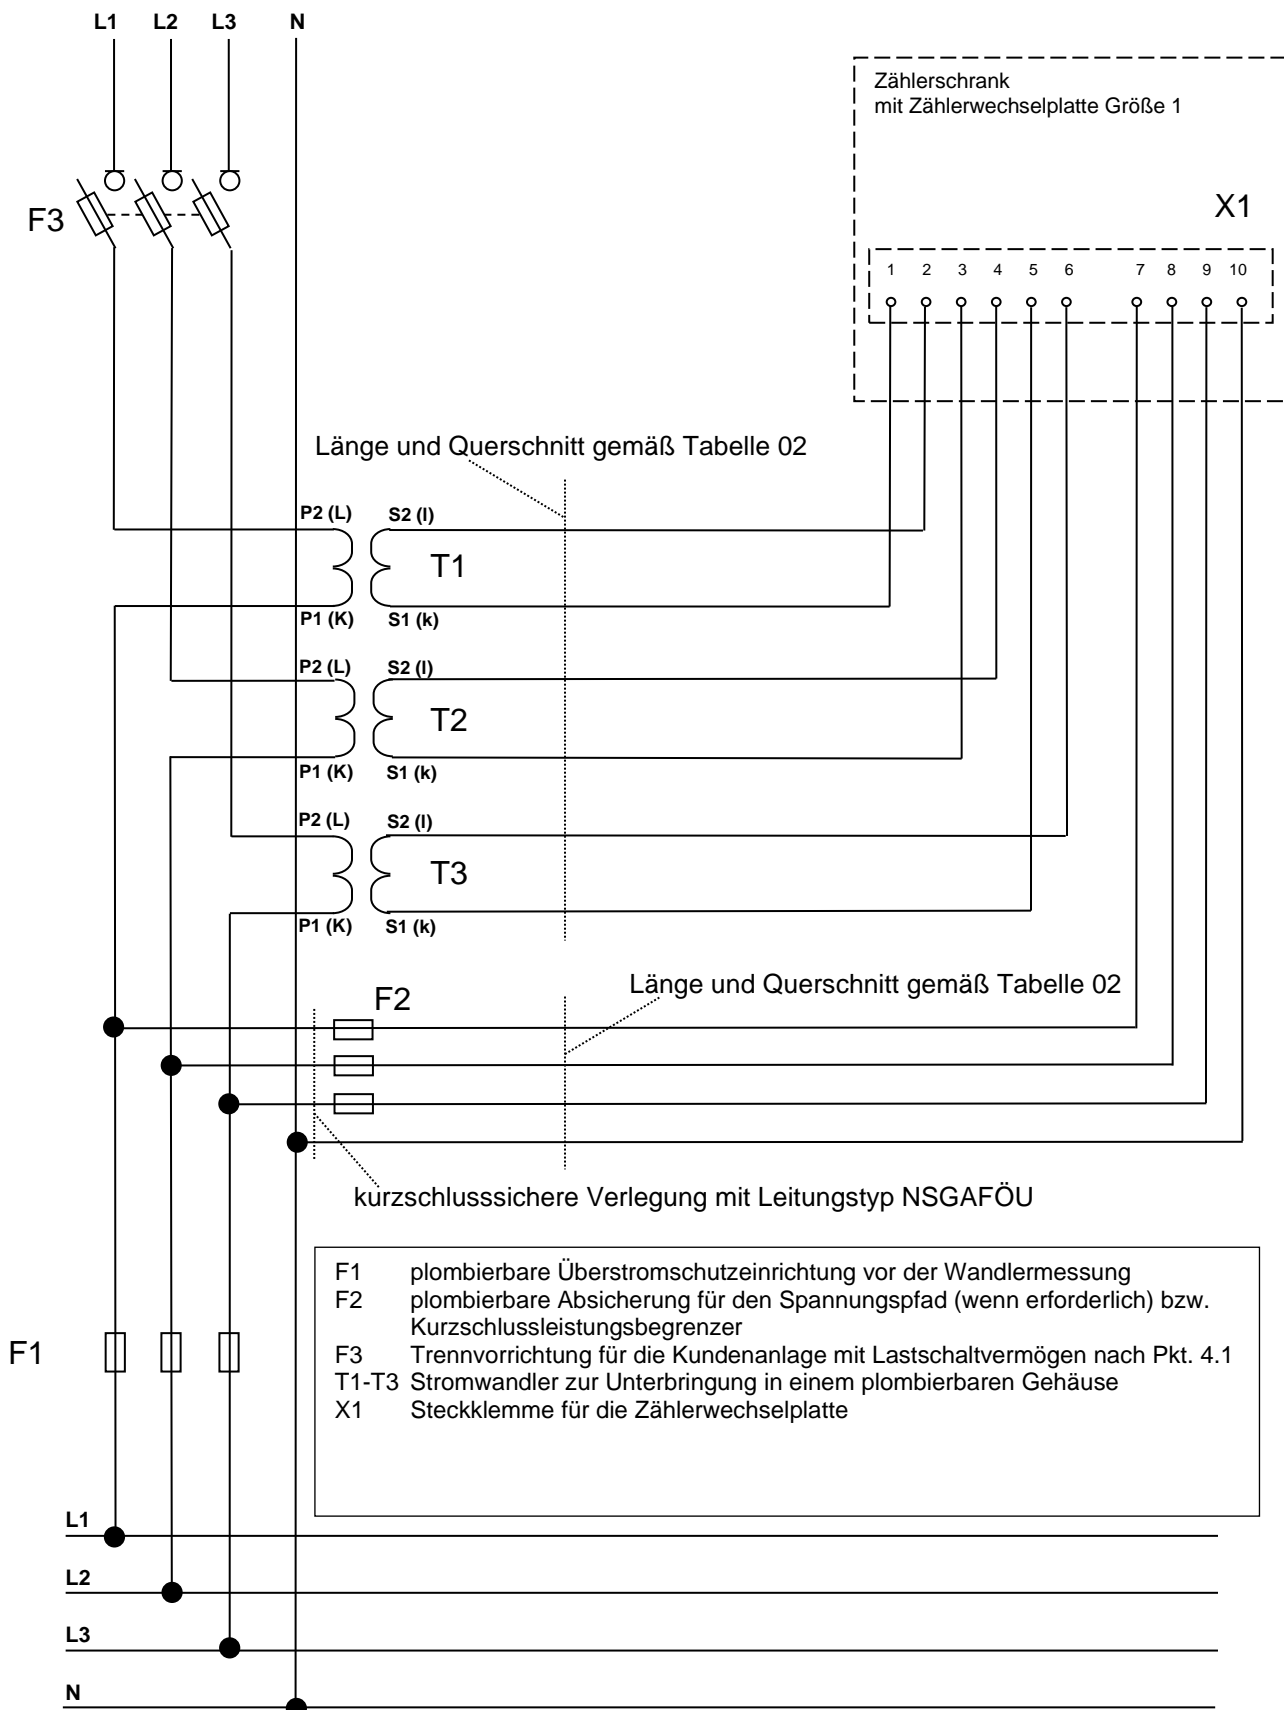 L1 L2 L3 N
Zählerschrank
mit Zählerwechselplatte Größe 1
F3
X1
1 2 3 4 5 6 7 8 9 10
Länge und Querschnitt gemäß Tabelle 02
P2 (L) S2 (l)
T1
P1 (K) S1 (k)
P2 (L) S2 (l)
T2
P1 (K) S1 (k)
P2 (L) S2 (l)
T3
P1 (K) S1 (k)
F2
Länge und Querschnitt gemäß Tabelle 02
kurzschlusssichere Verlegung mit Leitungstyp NSGAFÖU
F1 plombierbare Überstromschutzeinrichtung vor der Wandlermessung
F2 plombierbare Absicherung für den Spannungspfad (wenn erforderlich) bzw.
Kurzschlussleistungsbegrenzer
F3 Trennvorrichtung für die Kundenanlage mit Lastschaltvermögen nach Pkt. 4.1
T1-T3 Stromwandler zur Unterbringung in einem plombierbaren Gehäuse
X1 Steckklemme für die Zählerwechselplatte
F1
L1
L2
L3
N